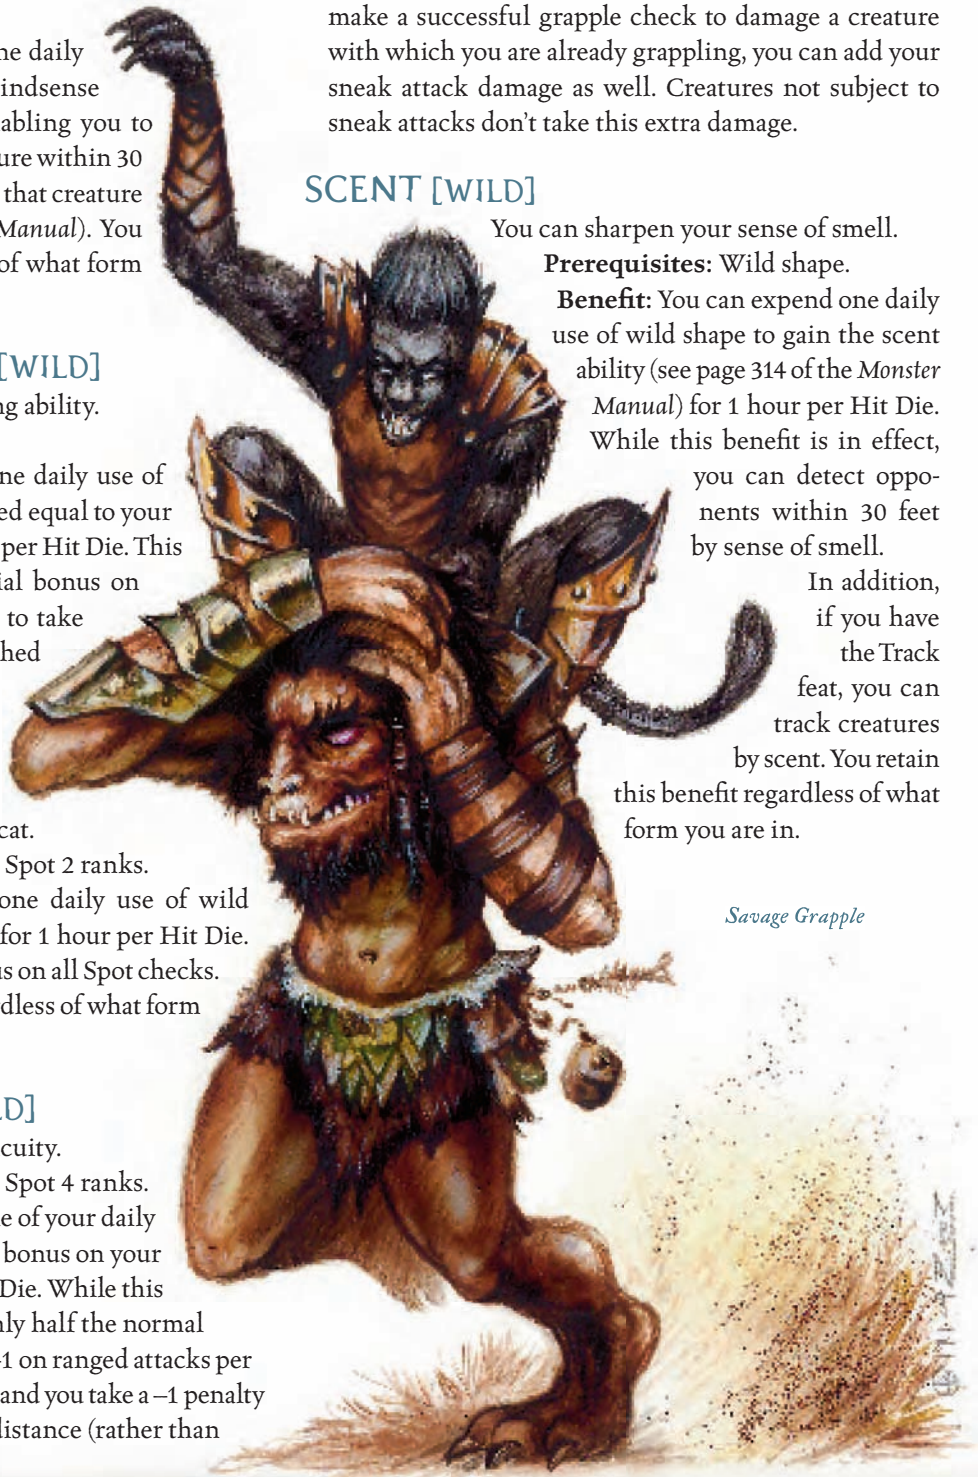 ne daily
indsense
abling you to
ure within 30
that creature
Manual). You
of what form
[WILD]
ng ability.
ne daily use of
ed equal to your
per Hit Die. This
ial bonus on
to take
hed
cat.
Spot 2 ranks.
one daily use of wild
for 1 hour per Hit Die.
us on all Spot checks.
rdless of what form
LD]
cuity.
Spot 4 ranks.
e of your daily
bonus on your
Die. While this
nly half the normal
–1 on ranged attacks per
and you take a –1 penalty
distance (rather than
make a successful grapple check to damage a creature
with which you are already grappling, you can add your
sneak attack damage as well. Creatures not subject to
sneak attacks don’t take this extra damage.
SCENT [WILD]
You can sharpen your sense of smell.
Prerequisites: Wild shape.
Benefit: You can expend one daily
use of wild shape to gain the scent
ability (see page 314 of the Monster
Manual) for 1 hour per Hit Die.
While this benefit is in effect,
you can detect oppo-
nents within 30 feet
by sense of smell.
In addition,
if you have
the Track
feat, you can
track creatures
by scent. You retain
this benefit regardless of what
form you are in.
Savage Grapple